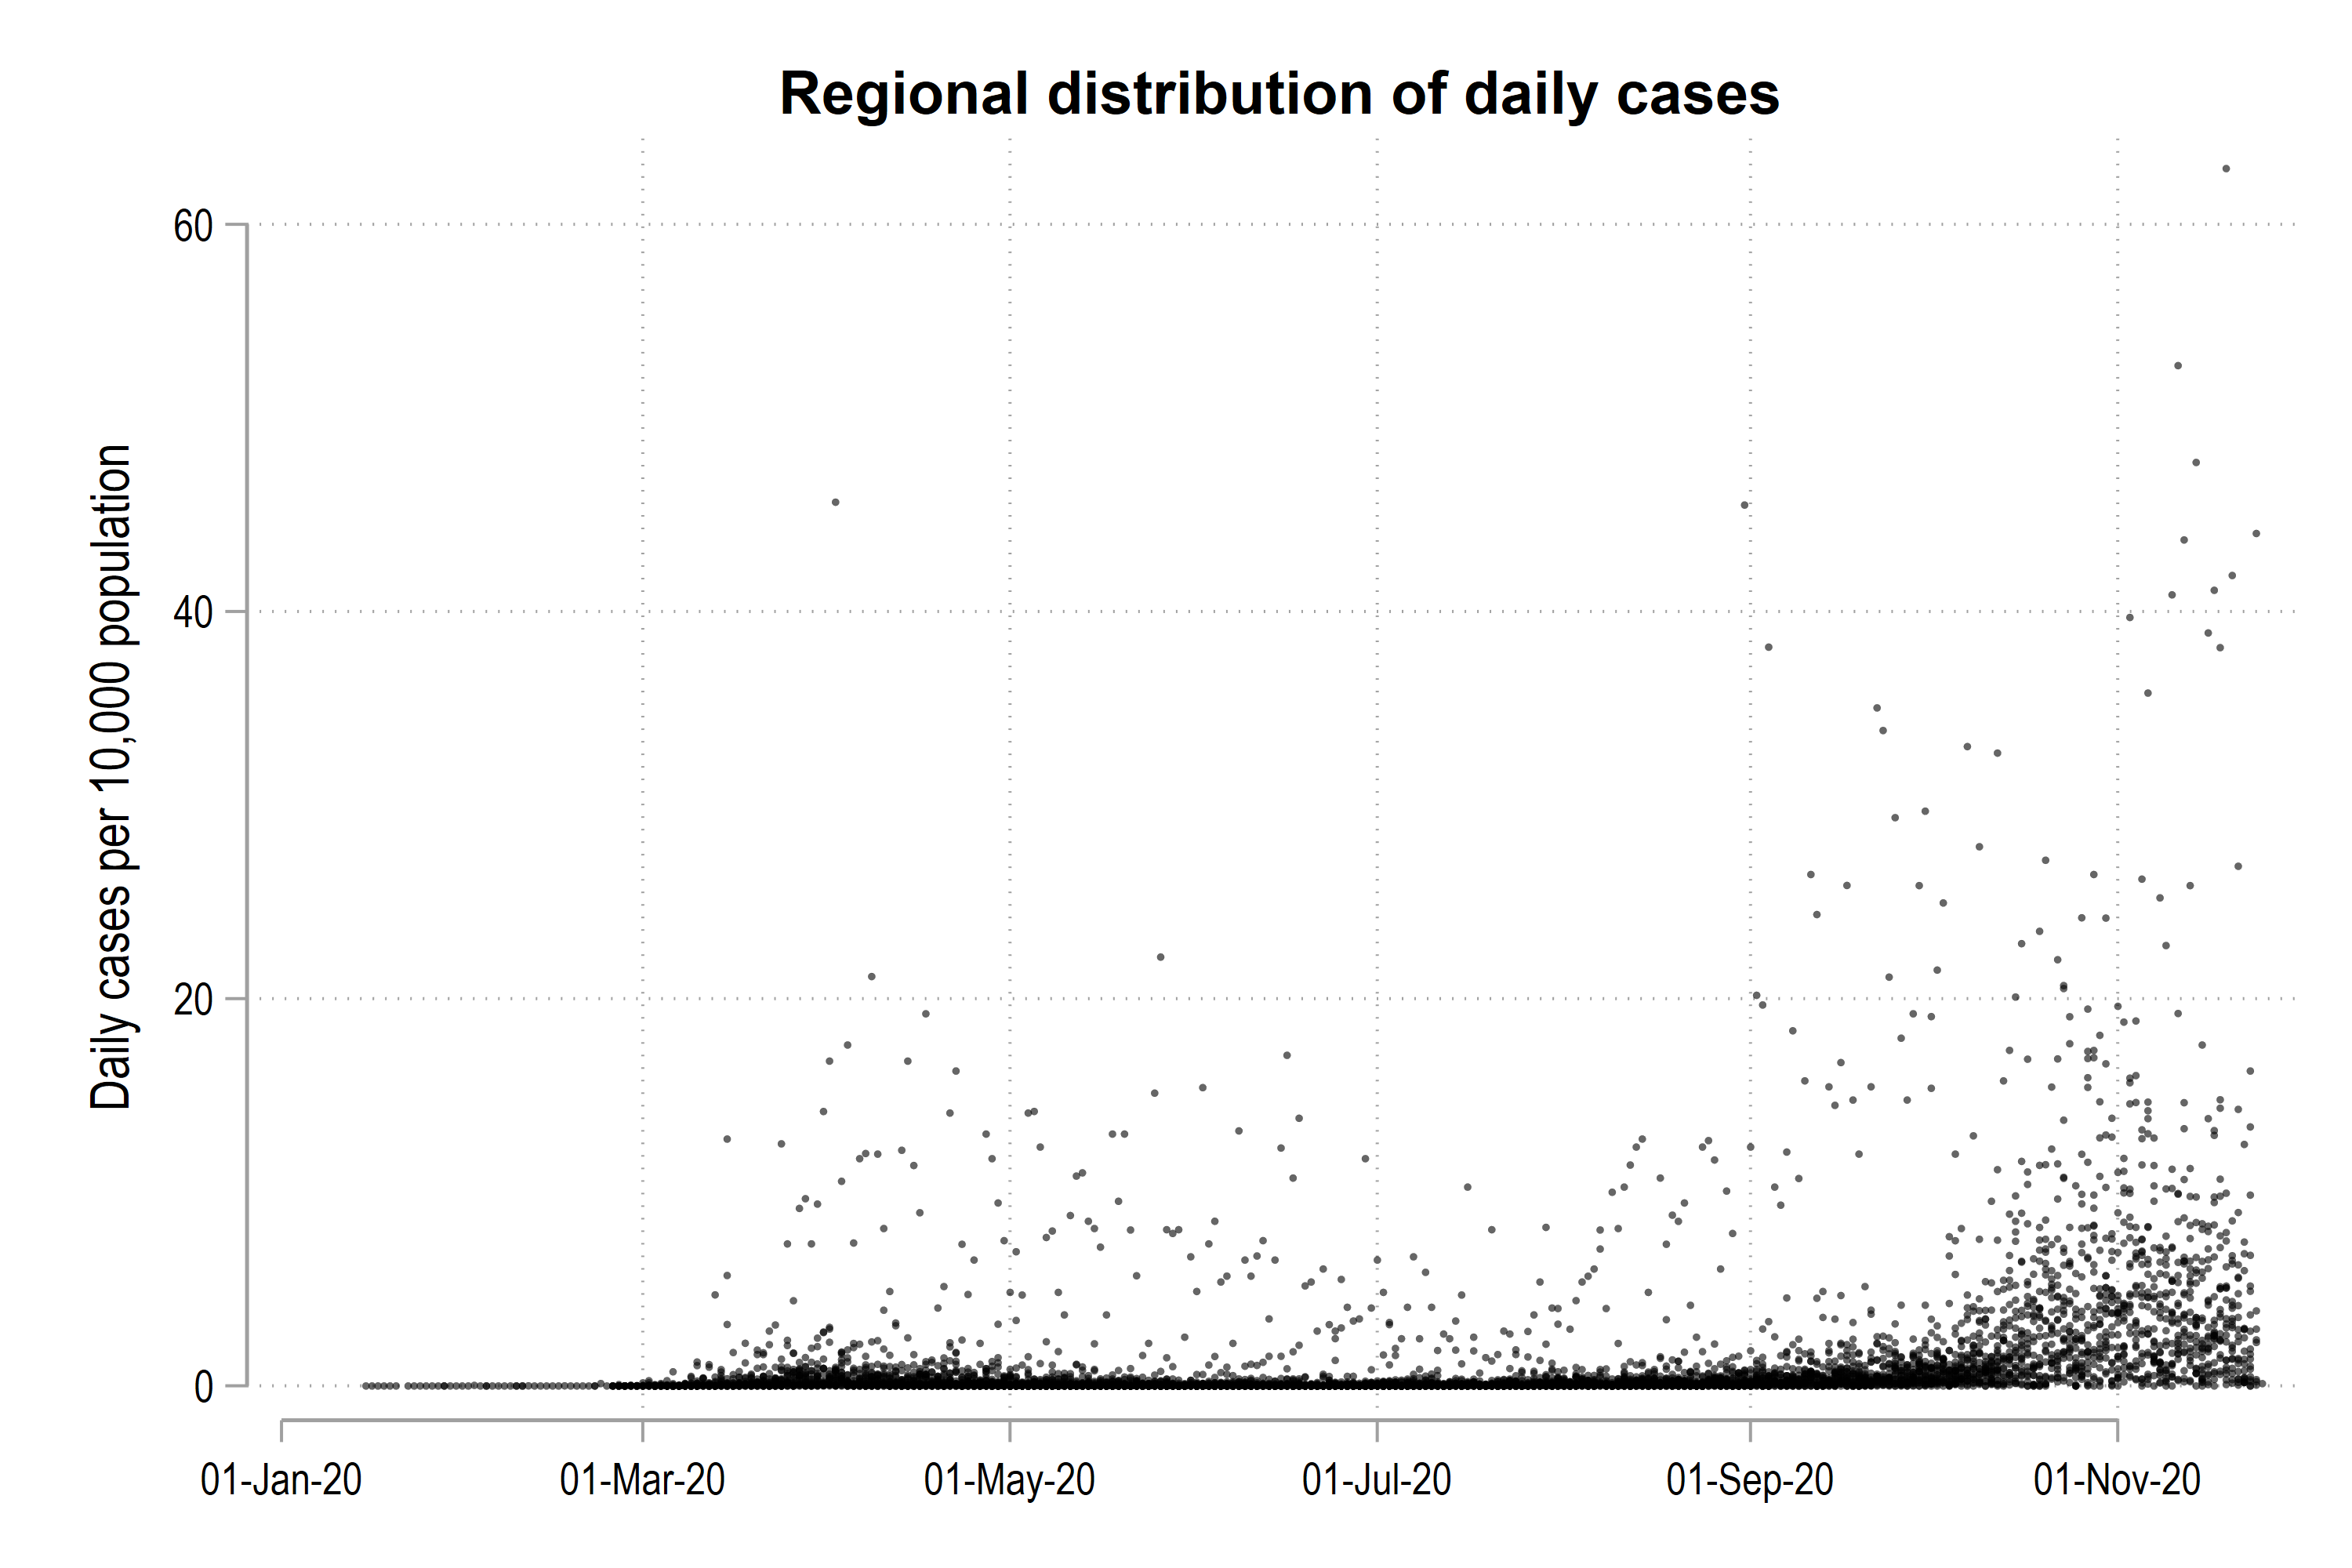 Regional distribution of daily cases
Daily cases per 10,000 population
60
40
20
0
01-Jan-20
01-Mar-20
01-May-20
01-Jul-20
01-Sep-20
01-Nov-20